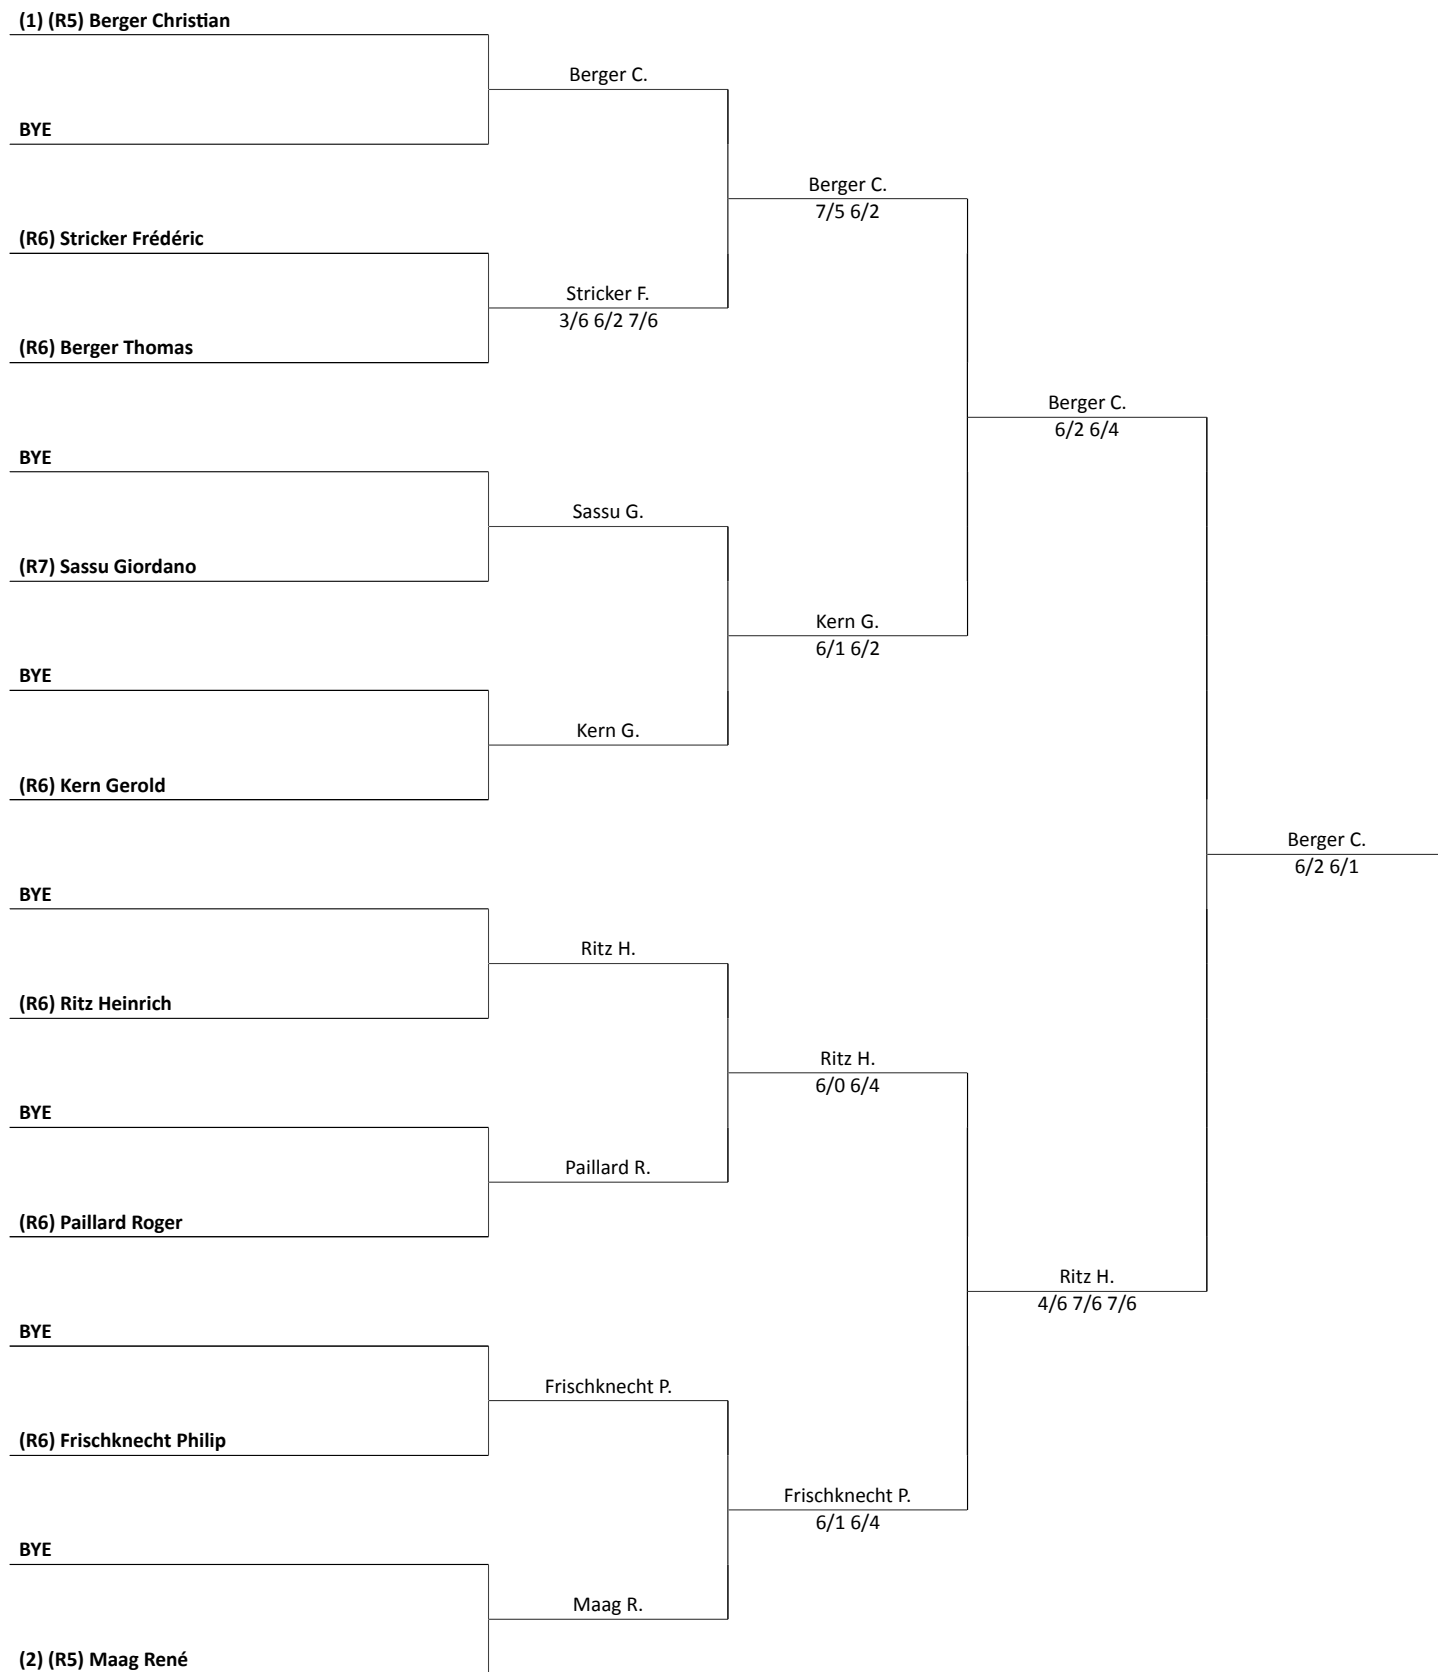 (1) (R5) Berger Christian
Berger C.
BYE
Berger C.
7/5 6/2
(R6) Stricker Frédéric
Stricker F.
3/6 6/2 7/6
(R6) Berger Thomas
Berger C.
6/2 6/4
BYE
Sassu G.
(R7) Sassu Giordano
Kern G.
6/1 6/2
BYE
Kern G.
(R6) Kern Gerold
Berger C.
6/2 6/1
BYE
Ritz H.
(R6) Ritz Heinrich
Ritz H.
6/0 6/4
BYE
Paillard R.
(R6) Paillard Roger
Ritz H.
4/6 7/6 7/6
BYE
Frischknecht P.
(R6) Frischknecht Philip
Frischknecht P.
6/1 6/4
BYE
Maag R.
(2) (R5) Maag René